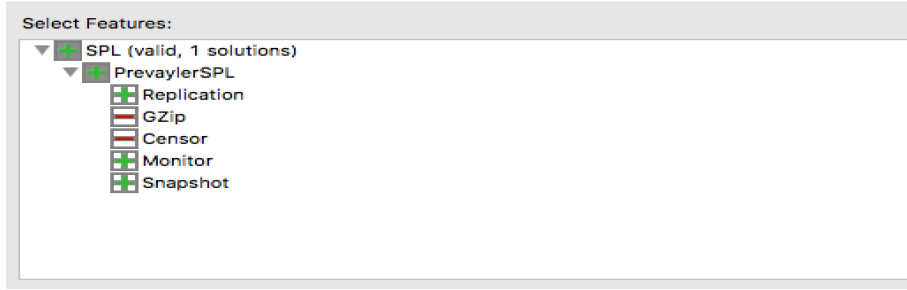 Select Features:
SPL (valid, 1 solutions)
PrevaylerSPL
Replication
GZip
Censor
Monitor
Snapshot